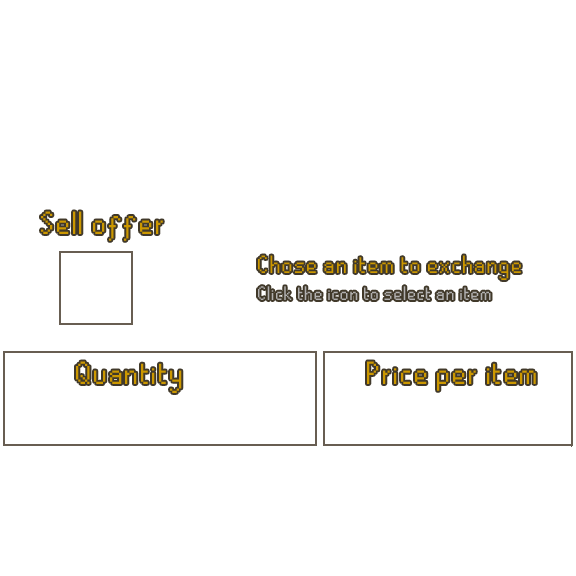 Sell offer
Chose an item to exchange
Click the icon to select an item
Quantity
Price per item